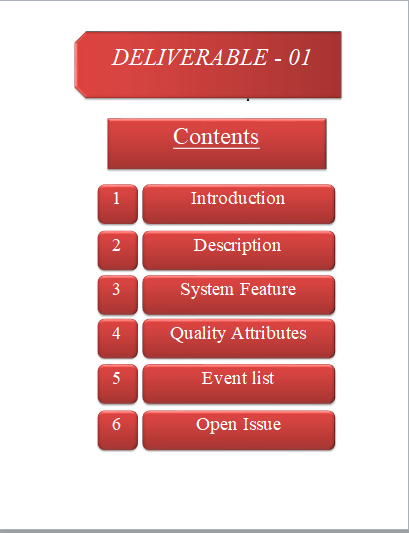 DELIVERABLE - 01
Contents
1 Introduction
2 Description
3 System Feature
4 Quality Attributes
5 Event list
6 Open Issue